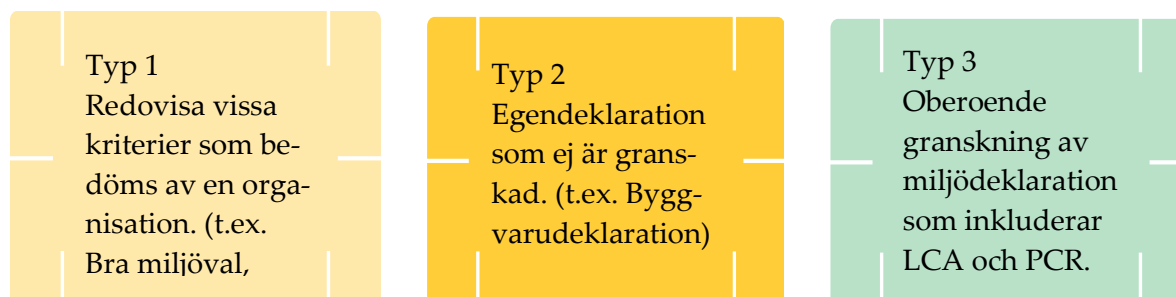 Typ 1
Redovisa vissa
kriterier som be-
döms av en orga-
nisation. (t.ex.
Bra miljöval,
Typ 2
Egendeklaration
som ej är grans-
kad. (t.ex. Bygg-
varudeklaration)
Typ 3
Oberoende
granskning av
miljödeklaration
som inkluderar
LCA och PCR.